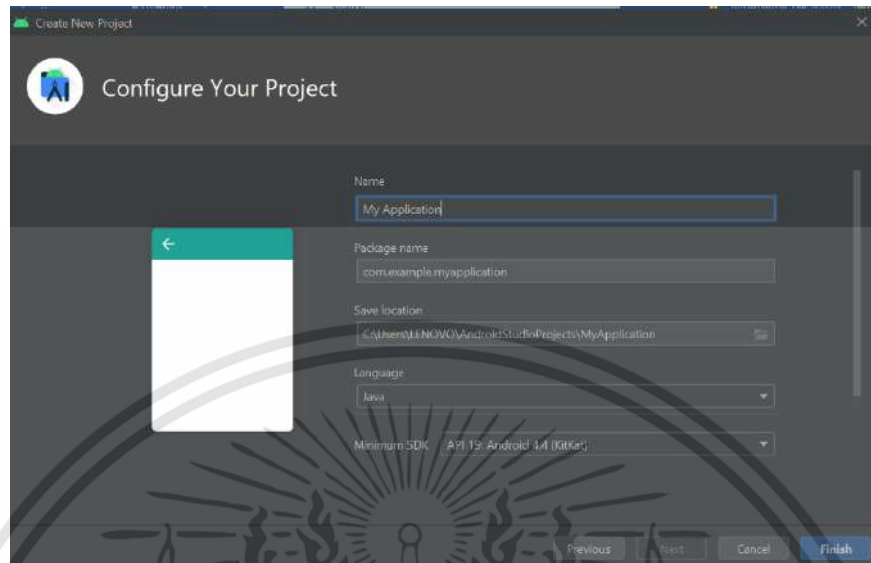 Create New Project
Configure Your Project
Name
My Application
Package name
com.example.myapplication
Save location
C:\Users\LENOVO\AndroidStudioProjects\MyApplication
Language
Java
Minimum SDK API 19: Android 4.4 (KitKat)
Previous Next Cancel Finish